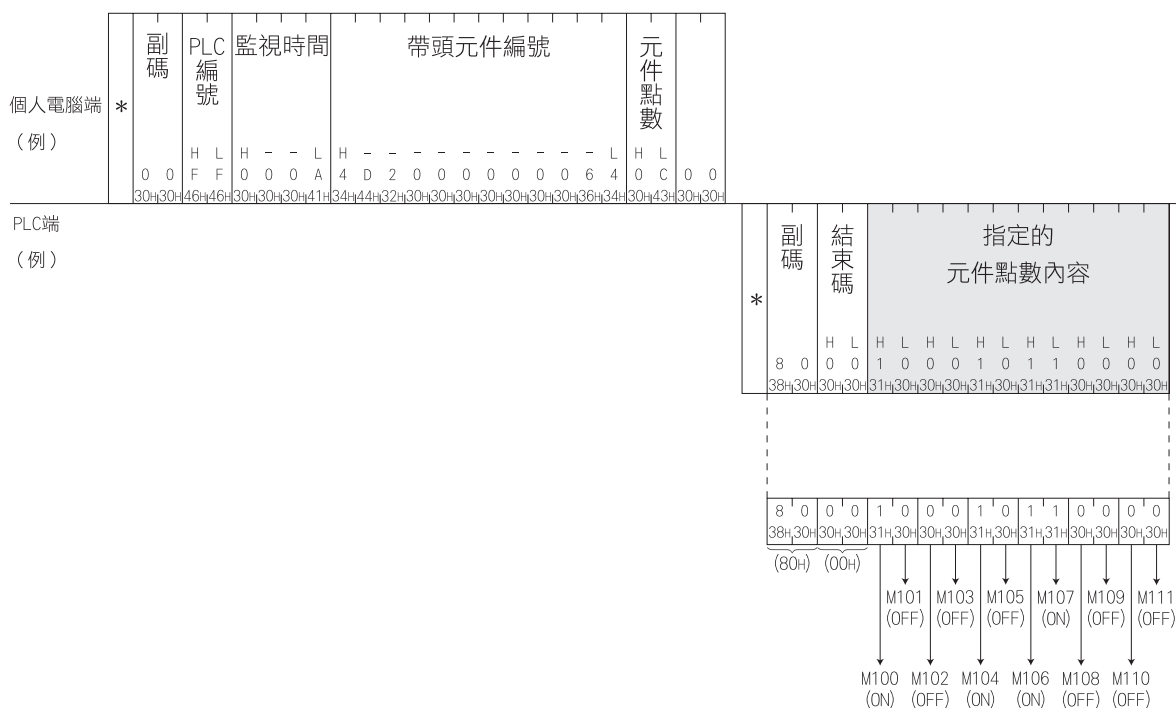 個人電腦端
(例)
*
副碼
PLC編號
監視時間
帶頭元件編號
元件點數
H L H - - L H - - - - - - - - - - L H L
0 0 F F 0 0 0 A 4 D 2 0 0 0 0 0 0 0 6 4 0 C 0 0
30H 30H 46H 46H 30H 30H 30H 41H 34H 44H 32H 30H 30H 30H 30H 30H 30H 30H 36H 34H 30H 43H 30H 30H
PLC端
(例)
*
副碼
結束碼
指定的
元件點數內容
H L H L H L H L H L H L H L
8 0 0 0 1 0 0 0 1 0 1 1 0 0 0 0
38H 30H 30H 30H 31H 30H 30H 30H 31H 30H 31H 31H 30H 30H 30H 30H
8 0 0 0 1 0 0 0 1 0 1 1 0 0 0 0
38H 30H 30H 30H 31H 30H 30H 30H 31H 30H 31H 31H 30H 30H 30H 30H
(80H) (00H)
M101 M103 M105 M107 M109 M111
(OFF) (OFF) (OFF) (ON) (OFF) (OFF)
M100 M102 M104 M106 M108 M110
(ON) (OFF) (ON) (ON) (OFF) (OFF)